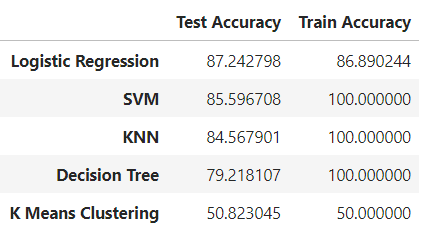 Test Accuracy Train Accuracy
Logistic Regression 87.242798 86.890244
SVM 85.596708 100.000000
KNN 84.567901 100.000000
Decision Tree 79.218107 100.000000
K Means Clustering 50.823045 50.000000